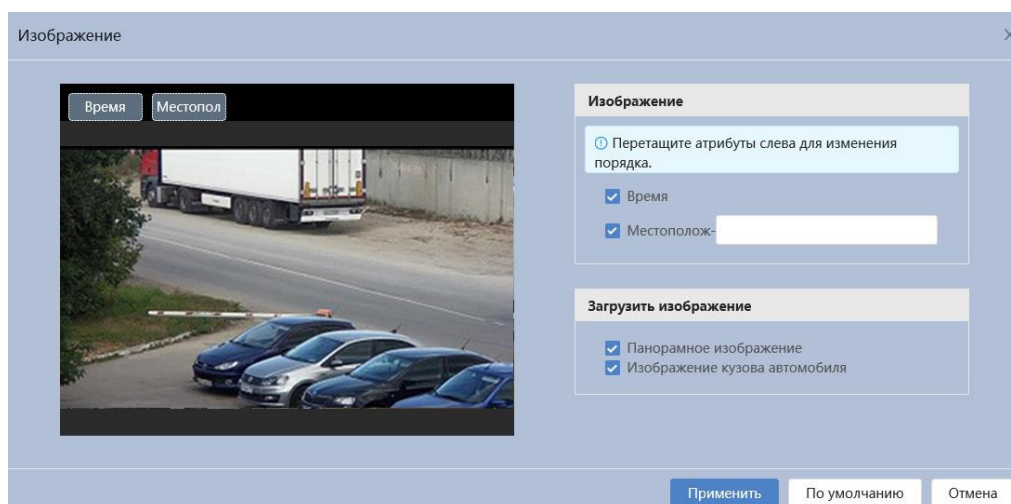 Изображение
Время
Местопол
Изображение
Перетащите атрибуты слева для изменения
порядка.
Время
Местополож-
Загрузить изображение
Панорамное изображение
Изображение кузова автомобиля
Применить
По умолчанию
Отмена